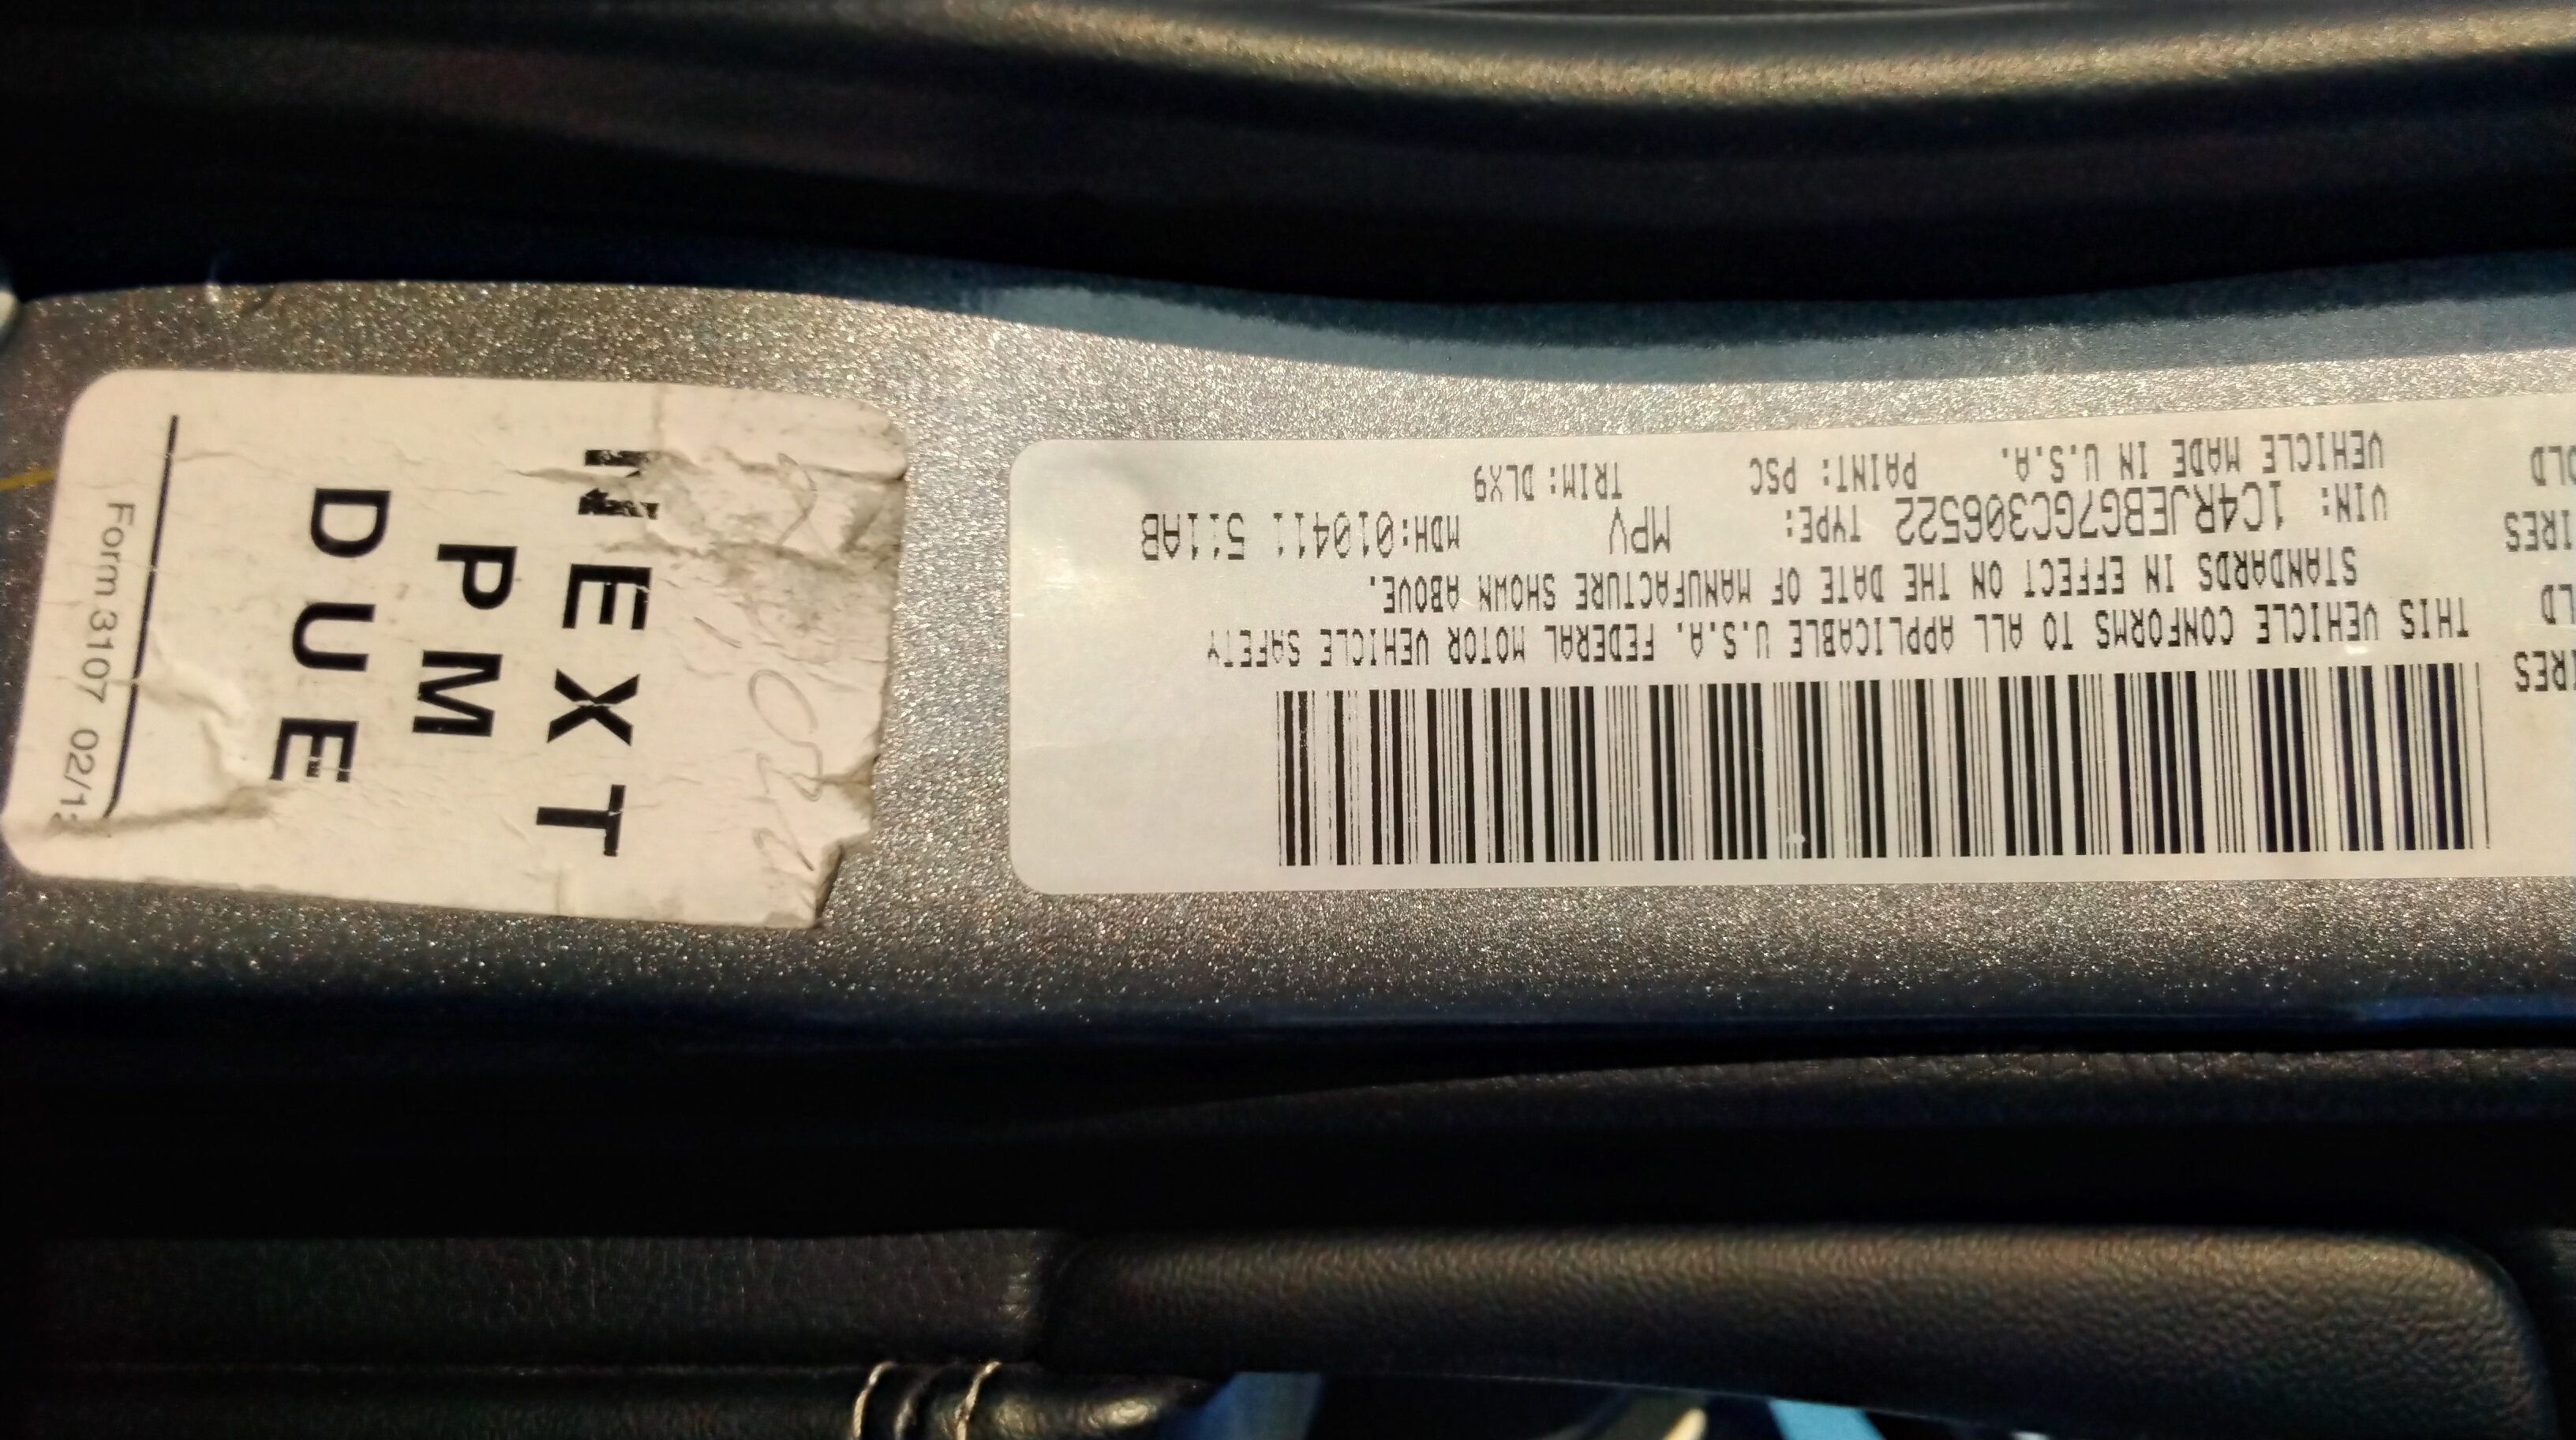 NEXT
PM
DUE
Form 3107 02/1
THIS VEHICLE CONFORMS TO ALL APPLICABLE U.S.A. FEDERAL MOTOR VEHICLE SAFETY
STANDARDS IN EFFECT ON THE DATE OF MANUFACTURE SHOWN ABOVE.
VIN: 1C4RJEBG7GC306522 TYPE: MPV MDH:010411 511AB
VEHICLE MADE IN U.S.A. PAINT: PSC TRIM: DLX9